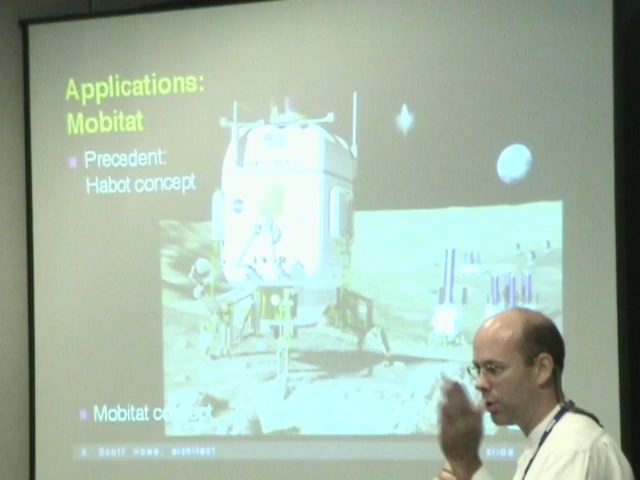 Applications:
Mobitat
Precedent:
Habot concept
Mobitat concept
A. Scott Howe, architect
slide